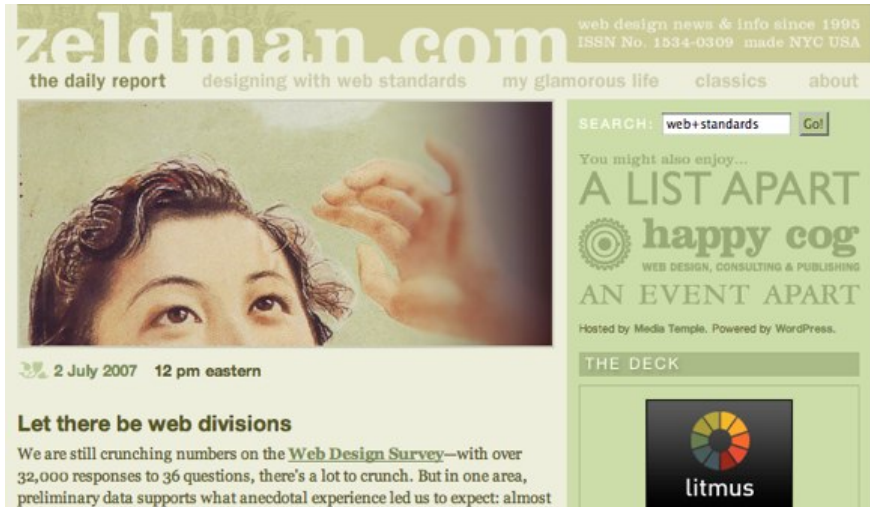 zeldman.com
web design news & info since 1995
ISSN No. 1534-0309 made NYC USA
the daily report designing with web standards my glamorous life classics about
SEARCH: web+standards Go!
You might also enjoy...
A LIST APART
happy cog
WEB DESIGN, CONSULTING & PUBLISHING
AN EVENT APART
Hosted by Media Temple. Powered by WordPress.
THE DECK
litmus
2 July 2007 12 pm eastern
Let there be web divisions
We are still crunching numbers on the Web Design Survey—with over
32,000 responses to 36 questions, there's a lot to crunch. But in one area,
preliminary data supports what anecdotal experience led us to expect: almost